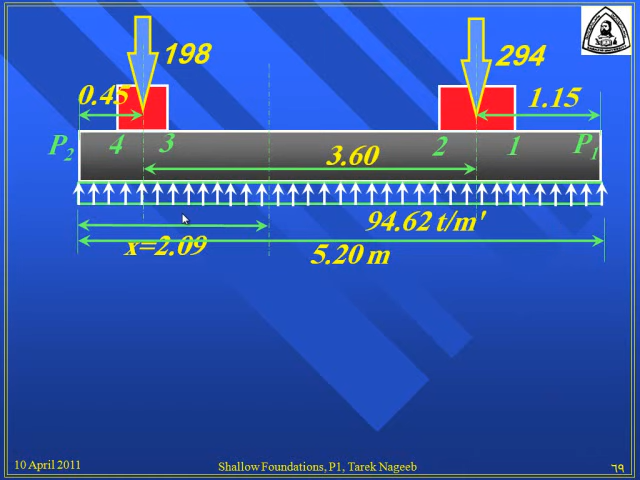 198
294
0.45
1.15
P2
4
3
2
1
P1
3.60
94.62 t/m'
x=2.09
5.20 m
10 April 2011
Shallow Foundations, P1, Tarek Nageeb
٦٩